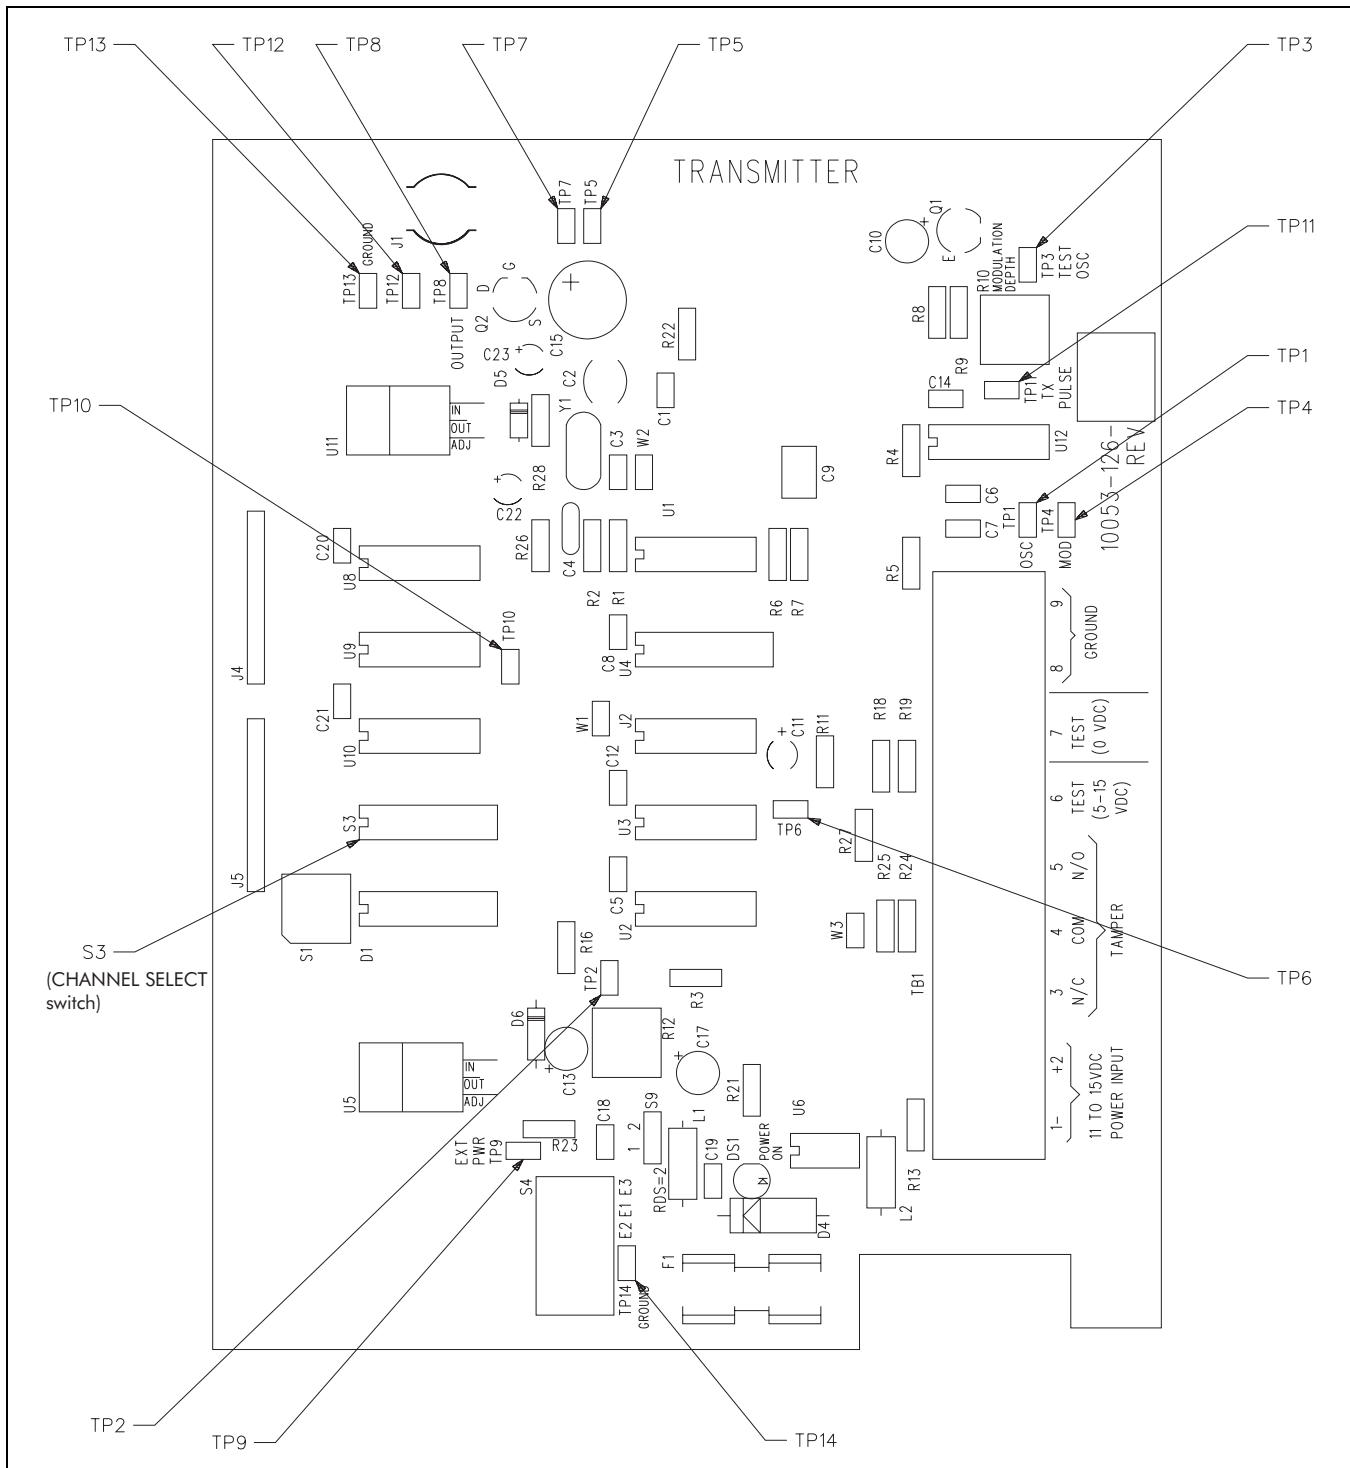 TP13
TP12
TP8
TP7
TP5
TP3
TRANSMITTER
TP7
TP5
Q1
+
C10
E
GROUND
J1
TP13
TP12
TP8
OUTPUT
D
G
Q2
S
+
C15
R22
R10
MODULATION
DEPTH
TP3
TEST
OSC
TP11
R8
R9
C23
+
D5
C2
C1
C14
TP11
TX
PULSE
TP1
TP4
TP10
U11
IN
OUT
ADJ
Y1
R28
C3
W2
C9
R4
U12
10053-126-
REV
+
C22
U1
C6
C7
TP1
TP4
OSC
MOD
C20
U8
R26
C4
R2
R1
R6
R7
R5
J4
U9
TP10
C8
U4
9
8
GROUND
C21
U10
W1
J2
+
C11
R11
R18
R19
7
TEST
(0 VDC)
C12
S3
U3
TP6
R27
6
TEST
(5-15
VDC)
J5
R25
R24
5
N/O
C5
S1
D1
U2
W3
4
COM
TAMPER
S3
(CHANNEL SELECT
switch)
R16
TP2
R3
TB1
3
N/C
TP6
D6
+
C13
R12
+
C17
U5
IN
OUT
ADJ
R21
+2
1-
11 TO 15VDC
POWER INPUT
EXT
PWR
TP9
R23
C18
S9
1 2
L1
RDS=2
C19
DS1
POWER
ON
K
U6
R13
L2
S4
E2 E1 E3
D4
TP14
GROUND
F1
TP2
TP9
TP14